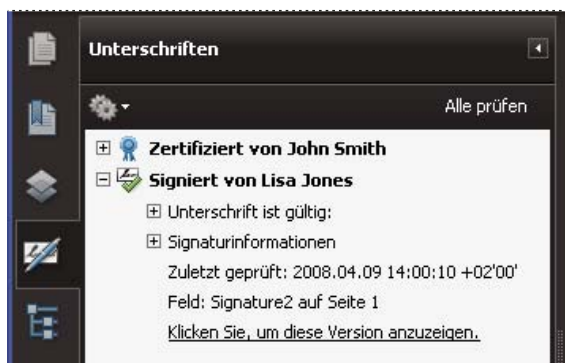 Unterschriften
Alle prüfen
Zertifiziert von John Smith
Signiert von Lisa Jones
Unterschrift ist gültig:
Signaturinformationen
Zuletzt geprüft: 2008.04.09 14:00:10 +02'00'
Feld: Signature2 auf Seite 1
Klicken Sie, um diese Version anzuzeigen.